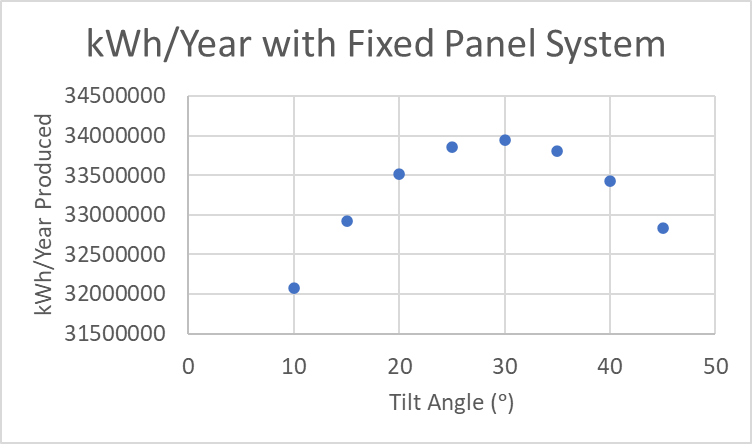 kWh/Year with Fixed Panel System
kWh/Year Produced
34500000
34000000
33500000
33000000
32500000
32000000
31500000
0 10 20 30 40 50
Tilt Angle (°)